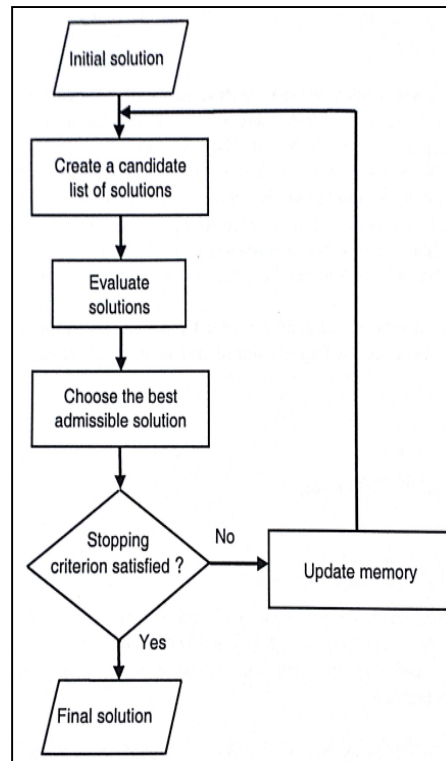 Initial solution
Create a candidate
list of solutions
Evaluate
solutions
Choose the best
admissible solution
Stopping
criterion satisfied ?
No
Update memory
Yes
Final solution